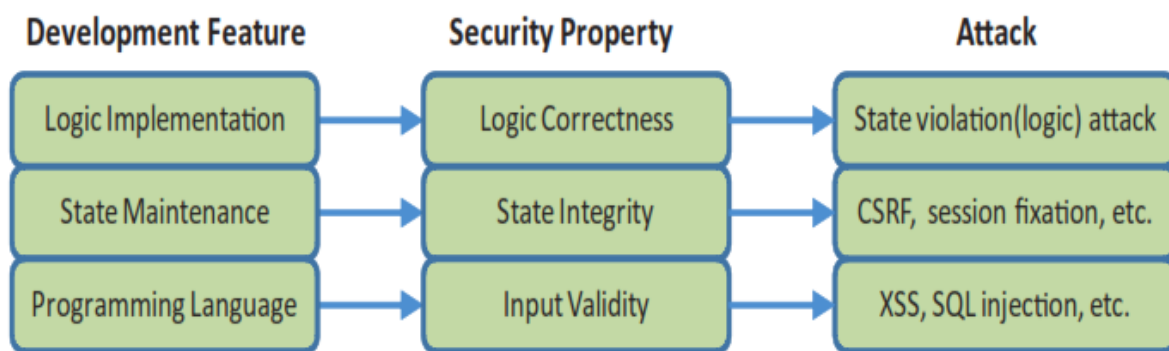 Development Feature Security Property Attack
Logic Implementation Logic Correctness State violation(logic) attack
State Maintenance State Integrity CSRF, session fixation, etc.
Programming Language Input Validity XSS, SQL injection, etc.